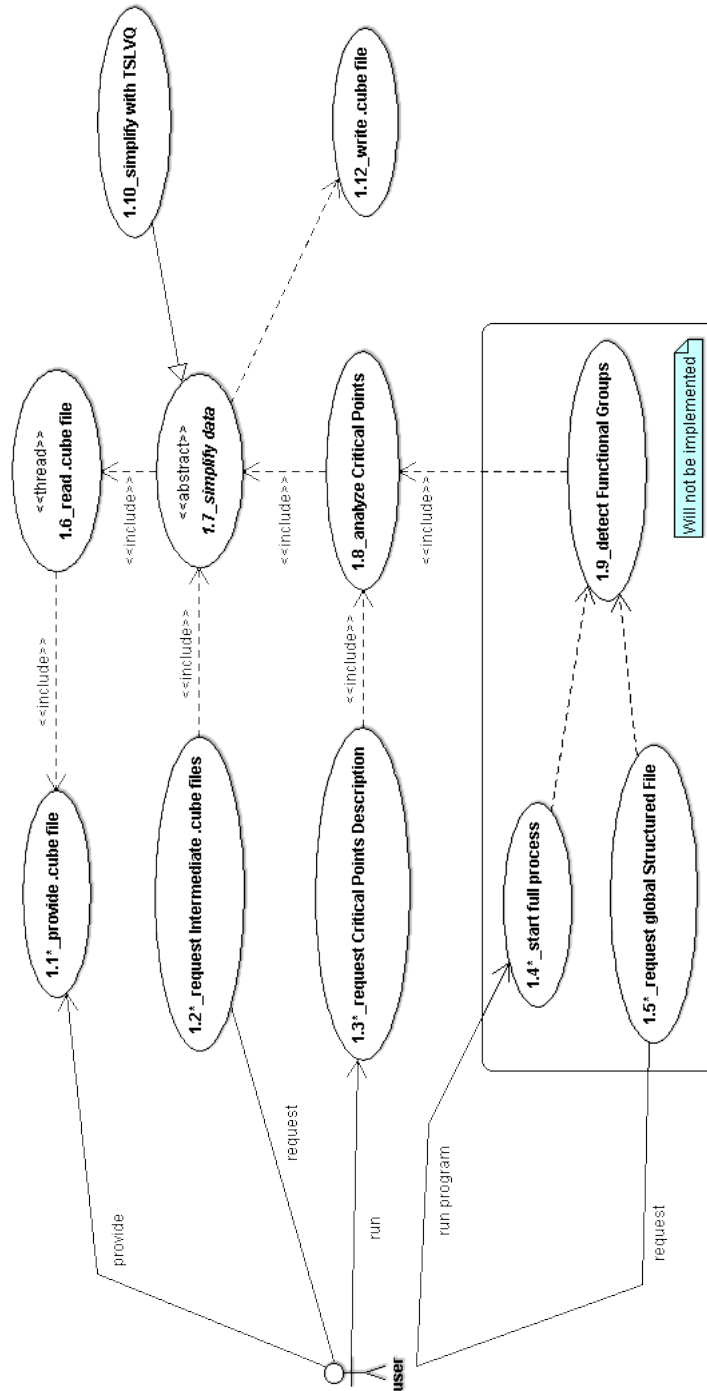 user
provide
request
run
run program
request
1.1*_provide .cube file
1.2*_request Intermediate .cube files
1.3*_request Critical Points Description
1.4*_start full process
1.5*_request global Structured File
<<include>>
<<include>>
<<include>>
<<thread>>
1.6_read .cube file
<<include>>
<<abstract>>
1.7_simplify data
<<include>>
1.8_analyze Critical Points
<<include>>
1.9_detect Functional Groups
Will not be implemented
1.10_simplify with TSLVQ
1.12_write .cube file